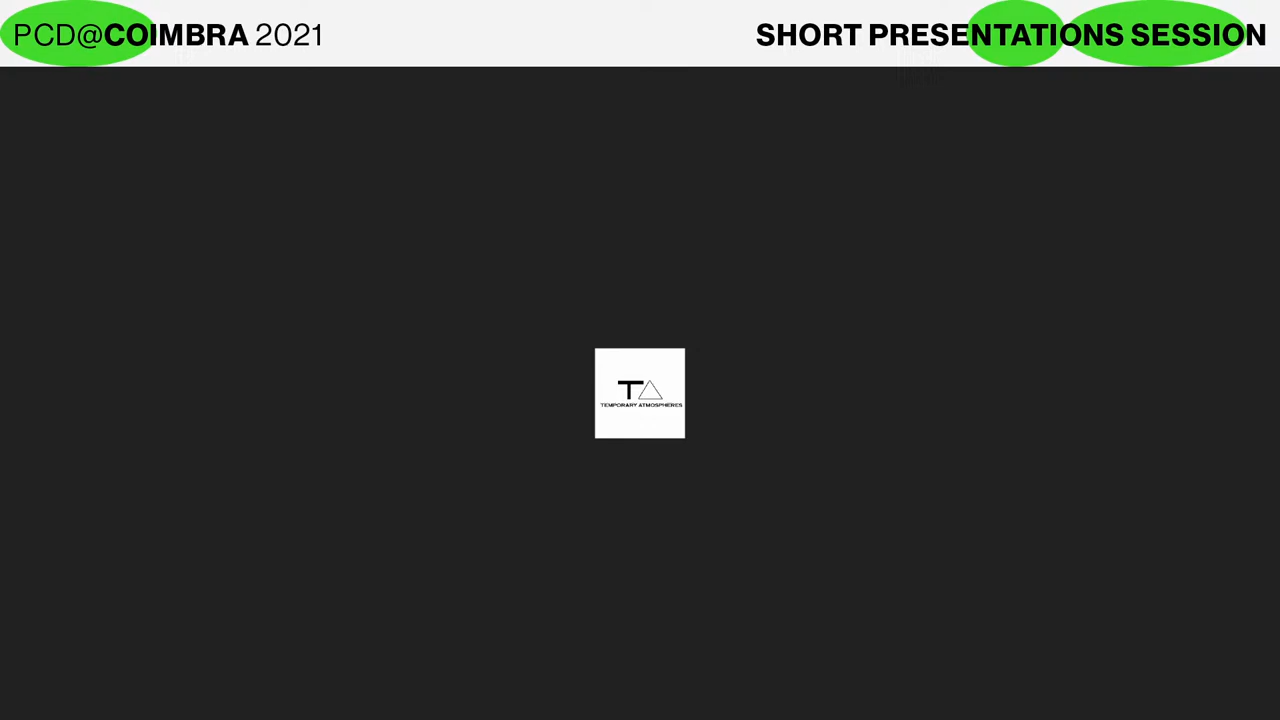 PCD@COIMBRA 2021
SHORT PRESENTATIONS SESSION
TA
TEMPORARY ATMOSPHERES